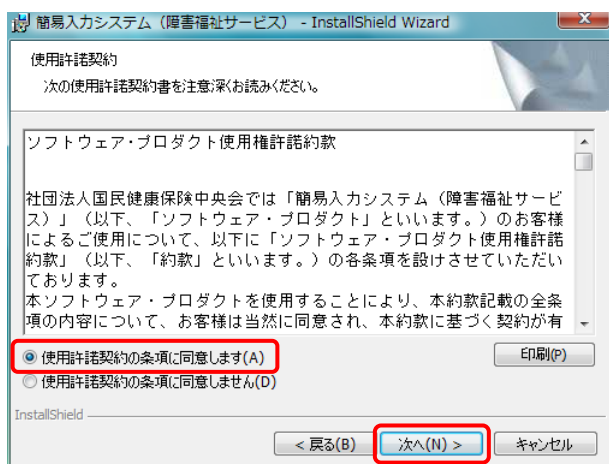 簡易入力システム（障害福祉サービス） - InstallShield Wizard
使用許諾契約
次の使用許諾契約書を注意深くお読みください。
ソフトウェア・プロダクト使用権許諾約款
社団法人国民健康保険中央会では「簡易入力システム（障害福祉サービ
ス）」（以下、「ソフトウェア・プロダクト」といいます。）のお客様
によるご使用について、以下に「ソフトウェア・プロダクト使用権許諾
約款」（以下、「約款」といいます。）の各条項を設けさせていただい
ております。
本ソフトウェア・プロダクトを使用することにより、本約款記載の全条
項の内容について、お客様は当然に同意され、本約款に基づく契約が有
使用許諾契約の条項に同意します(A)
印刷(P)
使用許諾契約の条項に同意しません(D)
InstallShield
< 戻る(B)
次へ(N) >
キャンセル